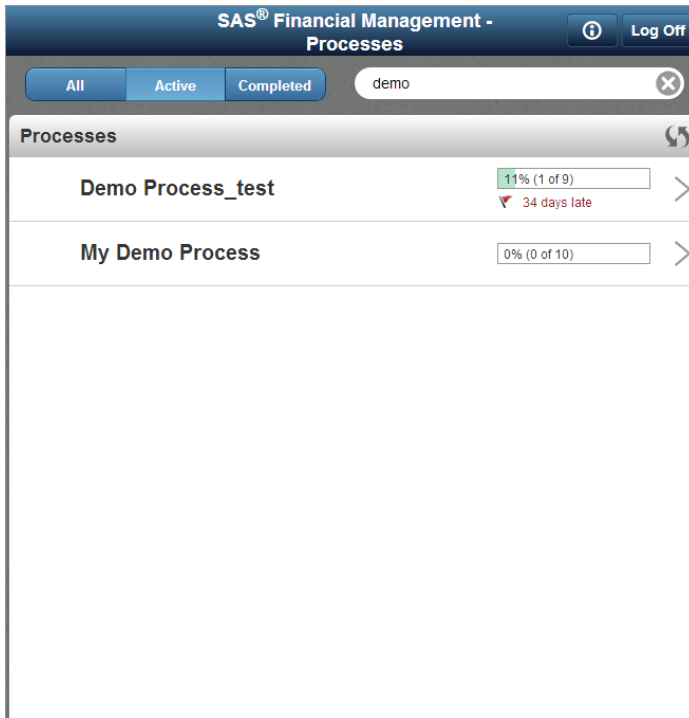 SAS® Financial Management -
Processes
Log Off
All
Active
Completed
demo
Processes
Demo Process_test
11% (1 of 9)
34 days late
My Demo Process
0% (0 of 10)